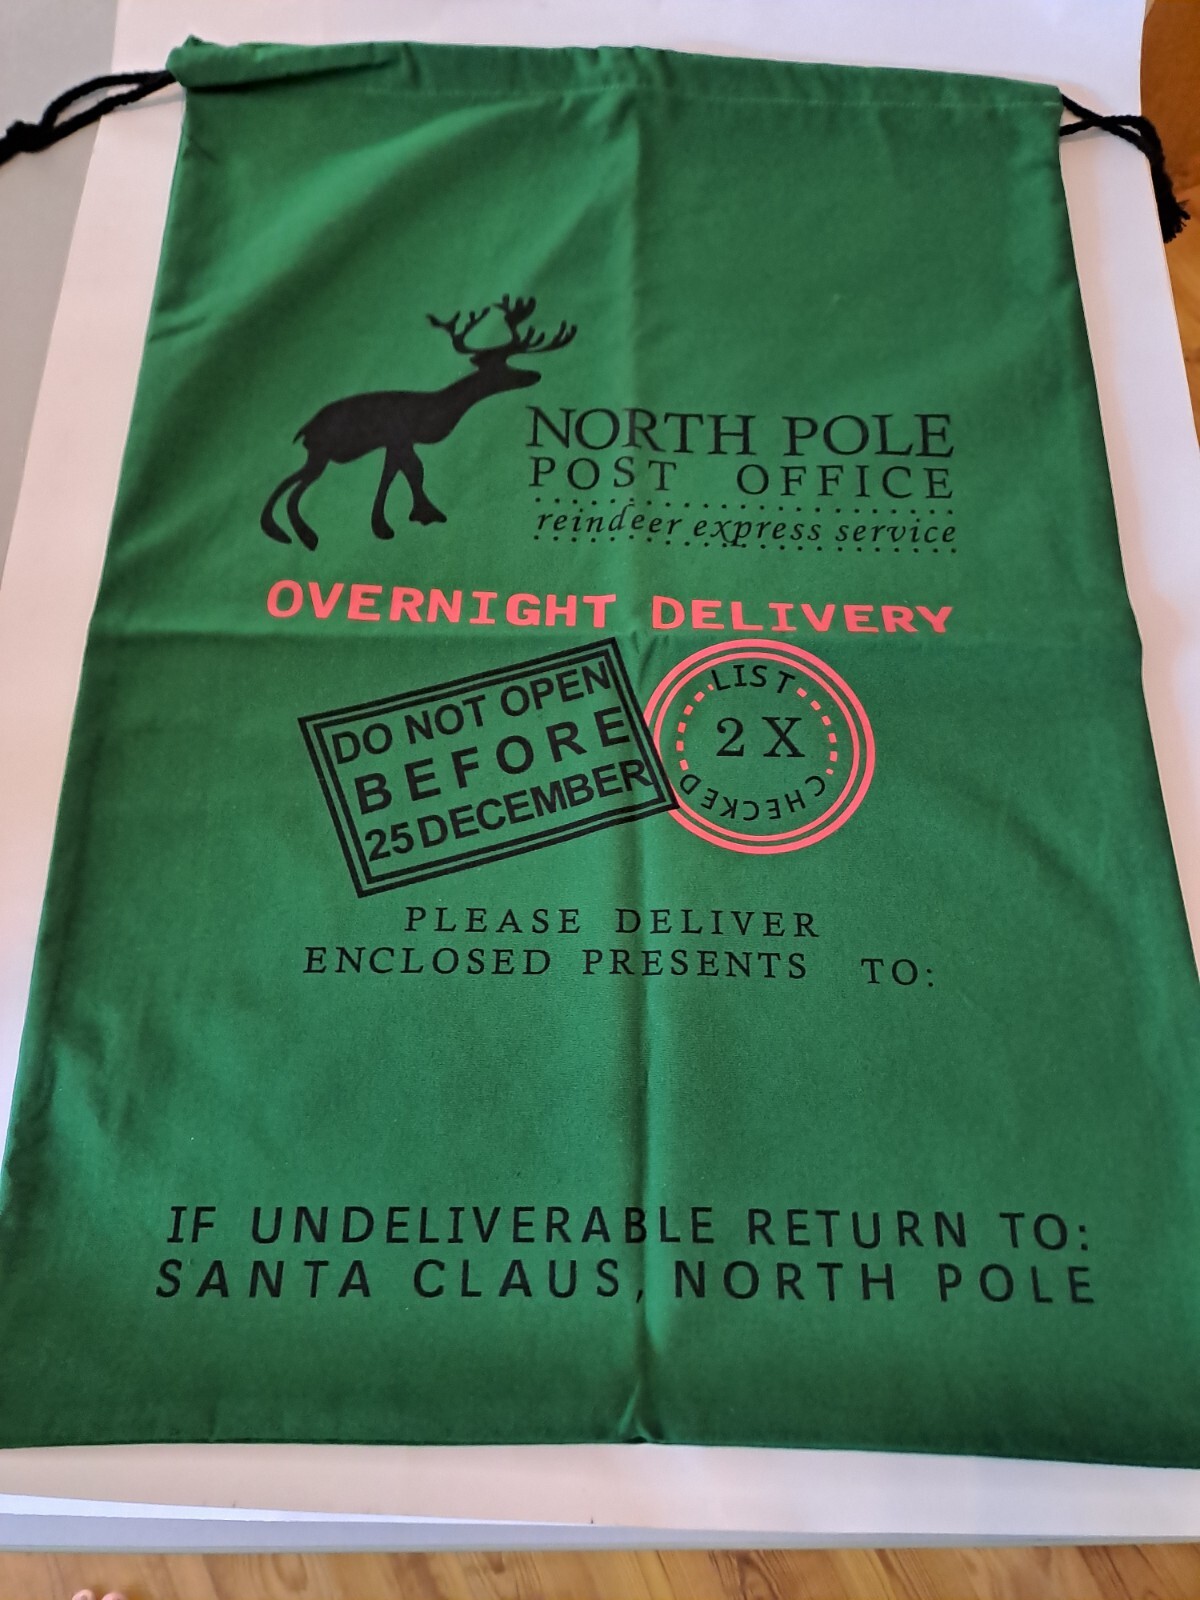 NORTH POLE
POST OFFICE
reindeer express service
OVERNIGHT DELIVERY
DO NOT OPEN
BEFORE
25 DECEMBER
LIST
2 X
CHECKED
PLEASE DELIVER
ENCLOSED PRESENTS TO:
IF UNDELIVERABLE RETURN TO:
SANTA CLAUS, NORTH POLE